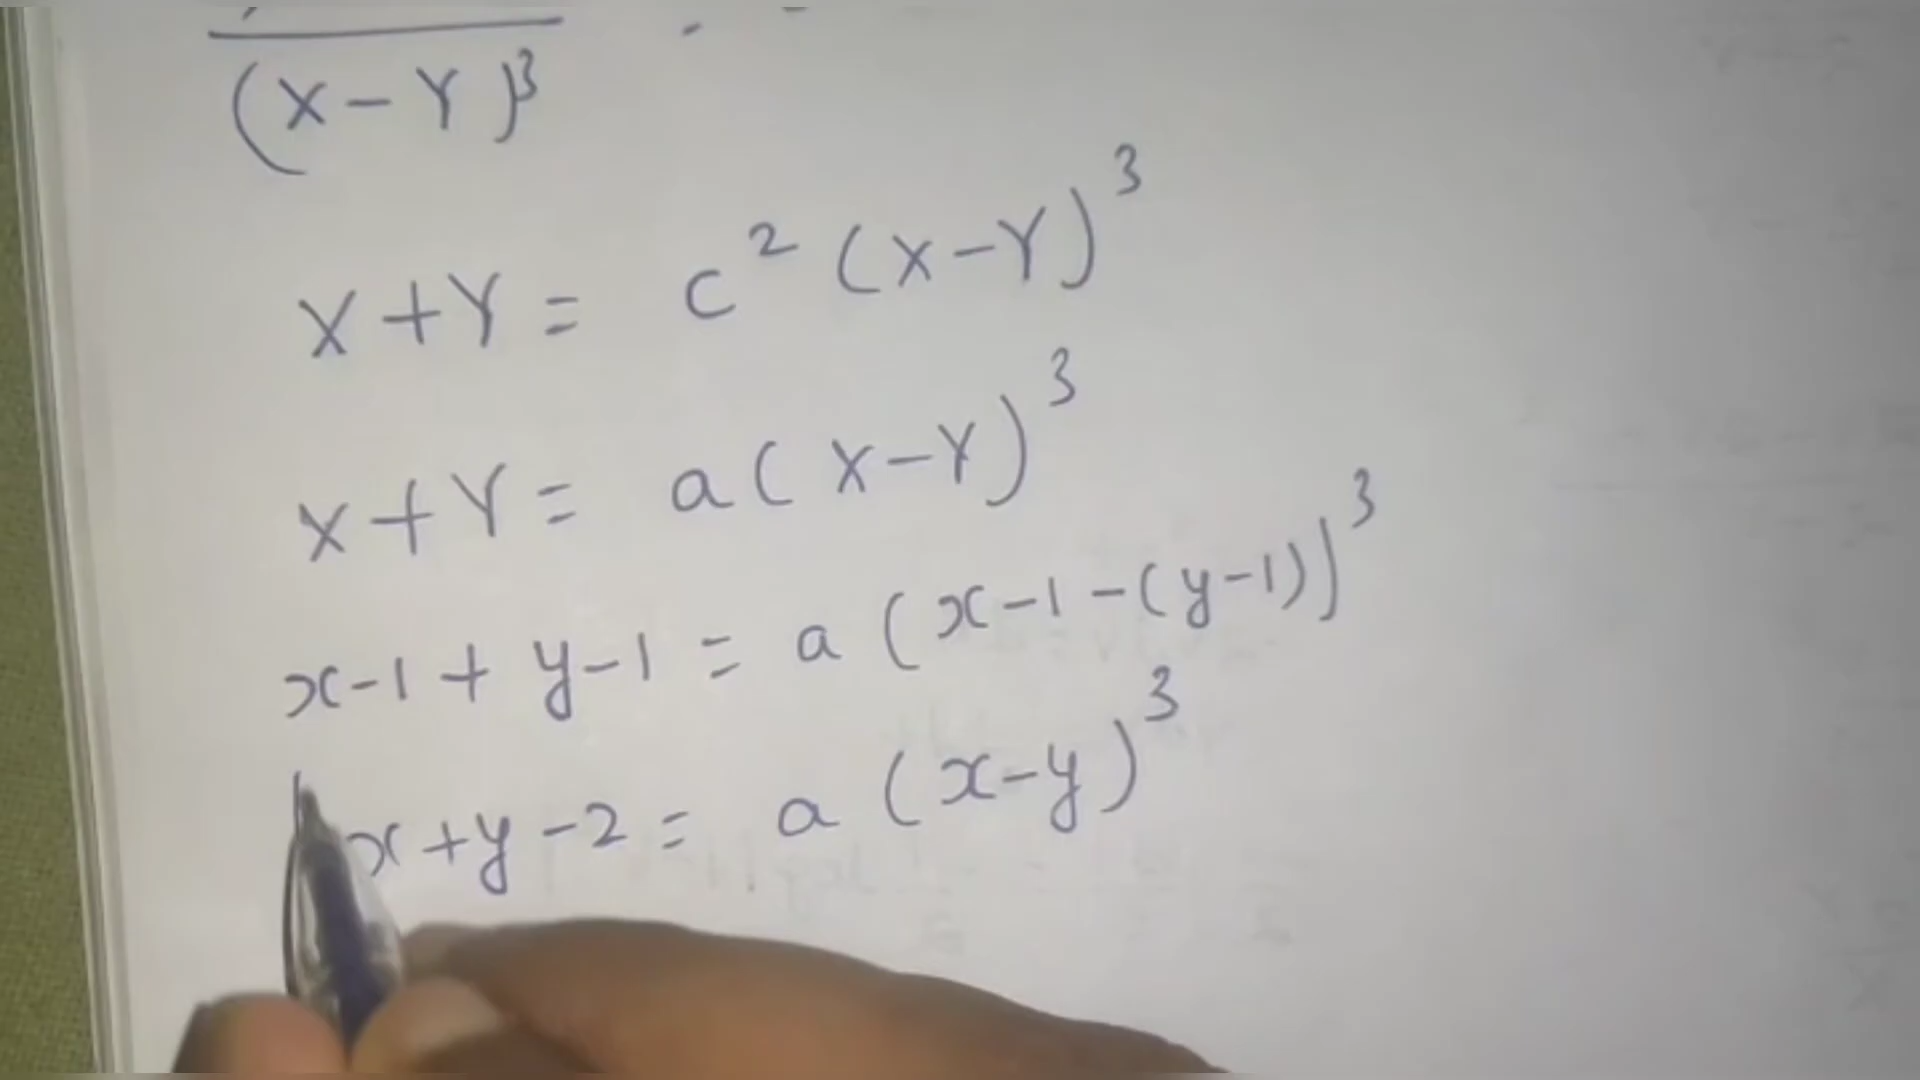 (X-Y)³
X+Y = c² (X-Y)³
X+Y = a(X-Y)³
x-1 + y-1 = a (x-1-(y-1))³
x+y-2 = a (x-y)³